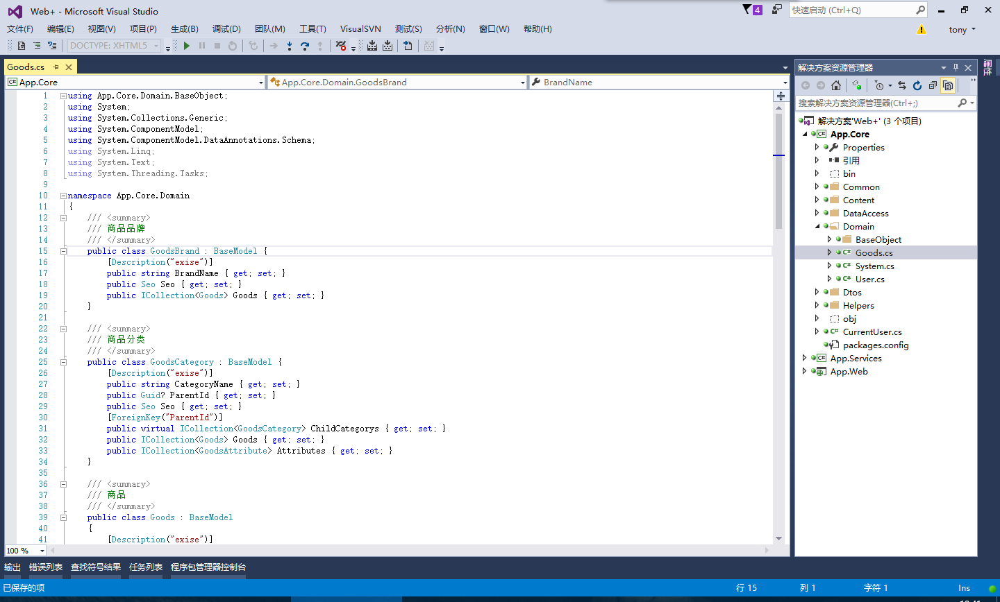 Web+ - Microsoft Visual Studio
4
快速启动 (Ctrl+Q)
文件(F) 编辑(E) 视图(V) 项目(P) 生成(B) 调试(D) 团队(M) 工具(T) VisualSVN 测试(S) 分析(N) 窗口(W) 帮助(H)
tony
DOCTYPE: XHTML5
Goods.cs
App.Core App.Core.Domain.GoodsBrand BrandName
1 using App.Core.Domain.BaseObject;
2 using System;
3 using System.Collections.Generic;
4 using System.ComponentModel;
5 using System.ComponentModel.DataAnnotations.Schema;
6 using System.Linq;
7 using System.Text;
8 using System.Threading.Tasks;
9
10 namespace App.Core.Domain
11 {
12 /// <summary>
13 /// 商品品牌
14 /// </summary>
15 public class GoodsBrand : BaseModel {
16 [Description("exise")]
17 public string BrandName { get; set; }
18 public Seo Seo { get; set; }
19 public ICollection<Goods> Goods { get; set; }
20 }
21
22 /// <summary>
23 /// 商品分类
24 /// </summary>
25 public class GoodsCategory : BaseModel {
26 [Description("exise")]
27 public string CategoryName { get; set; }
28 public Guid? ParentId { get; set; }
29 public Seo Seo { get; set; }
30 [ForeignKey("ParentId")]
31 public virtual ICollection<GoodsCategory> ChildCategorys { get; set; }
32 public ICollection<Goods> Goods { get; set; }
33 public ICollection<GoodsAttribute> Attributes { get; set; }
34 }
35
36 /// <summary>
37 /// 商品
38 /// </summary>
39 public class Goods : BaseModel
40 {
41 [Description("exise")]
100 %
解决方案资源管理器
搜索解决方案资源管理器(Ctrl+;)
解决方案'Web+' (3 个项目)
App.Core
Properties
引用
bin
Common
Content
DataAccess
Domain
BaseObject
Goods.cs
System.cs
User.cs
Dtos
Helpers
obj
CurrentUser.cs
packages.config
App.Services
App.Web
属性
输出 错误列表 查找符号结果 任务列表 程序包管理器控制台
已保存的项 行 15 列 1 字符 1 Ins